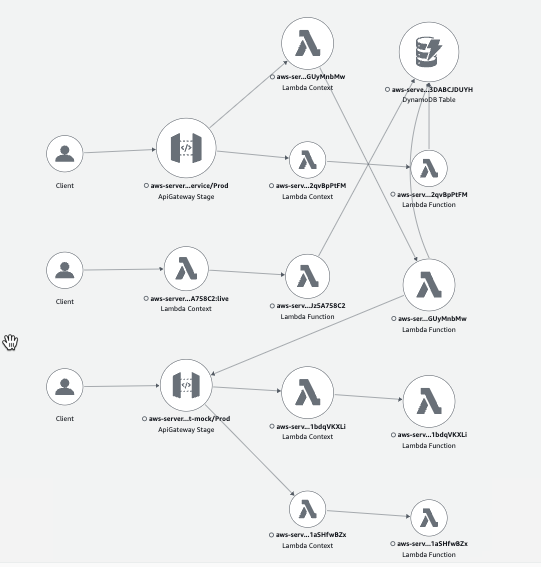 aws-ser...GUyMnbMw
Lambda Context
aws-serve...3DABCJDUYH
DynamoDB Table
Client
aws-server...ervice/Prod
ApiGateway Stage
aws-serv...2qvBpPtFM
Lambda Context
aws-serv...2qvBpPtFM
Lambda Function
Client
aws-server...A758C2:live
Lambda Context
aws-serv...Jz5A758C2
Lambda Function
aws-ser...GUyMnbMw
Lambda Function
Client
aws-server...t-mock/Prod
ApiGateway Stage
aws-serv...1bdqVKXLi
Lambda Context
aws-serv...1bdqVKXLi
Lambda Function
aws-serv...1aSHfwBZx
Lambda Context
aws-serv...1aSHfwBZx
Lambda Function